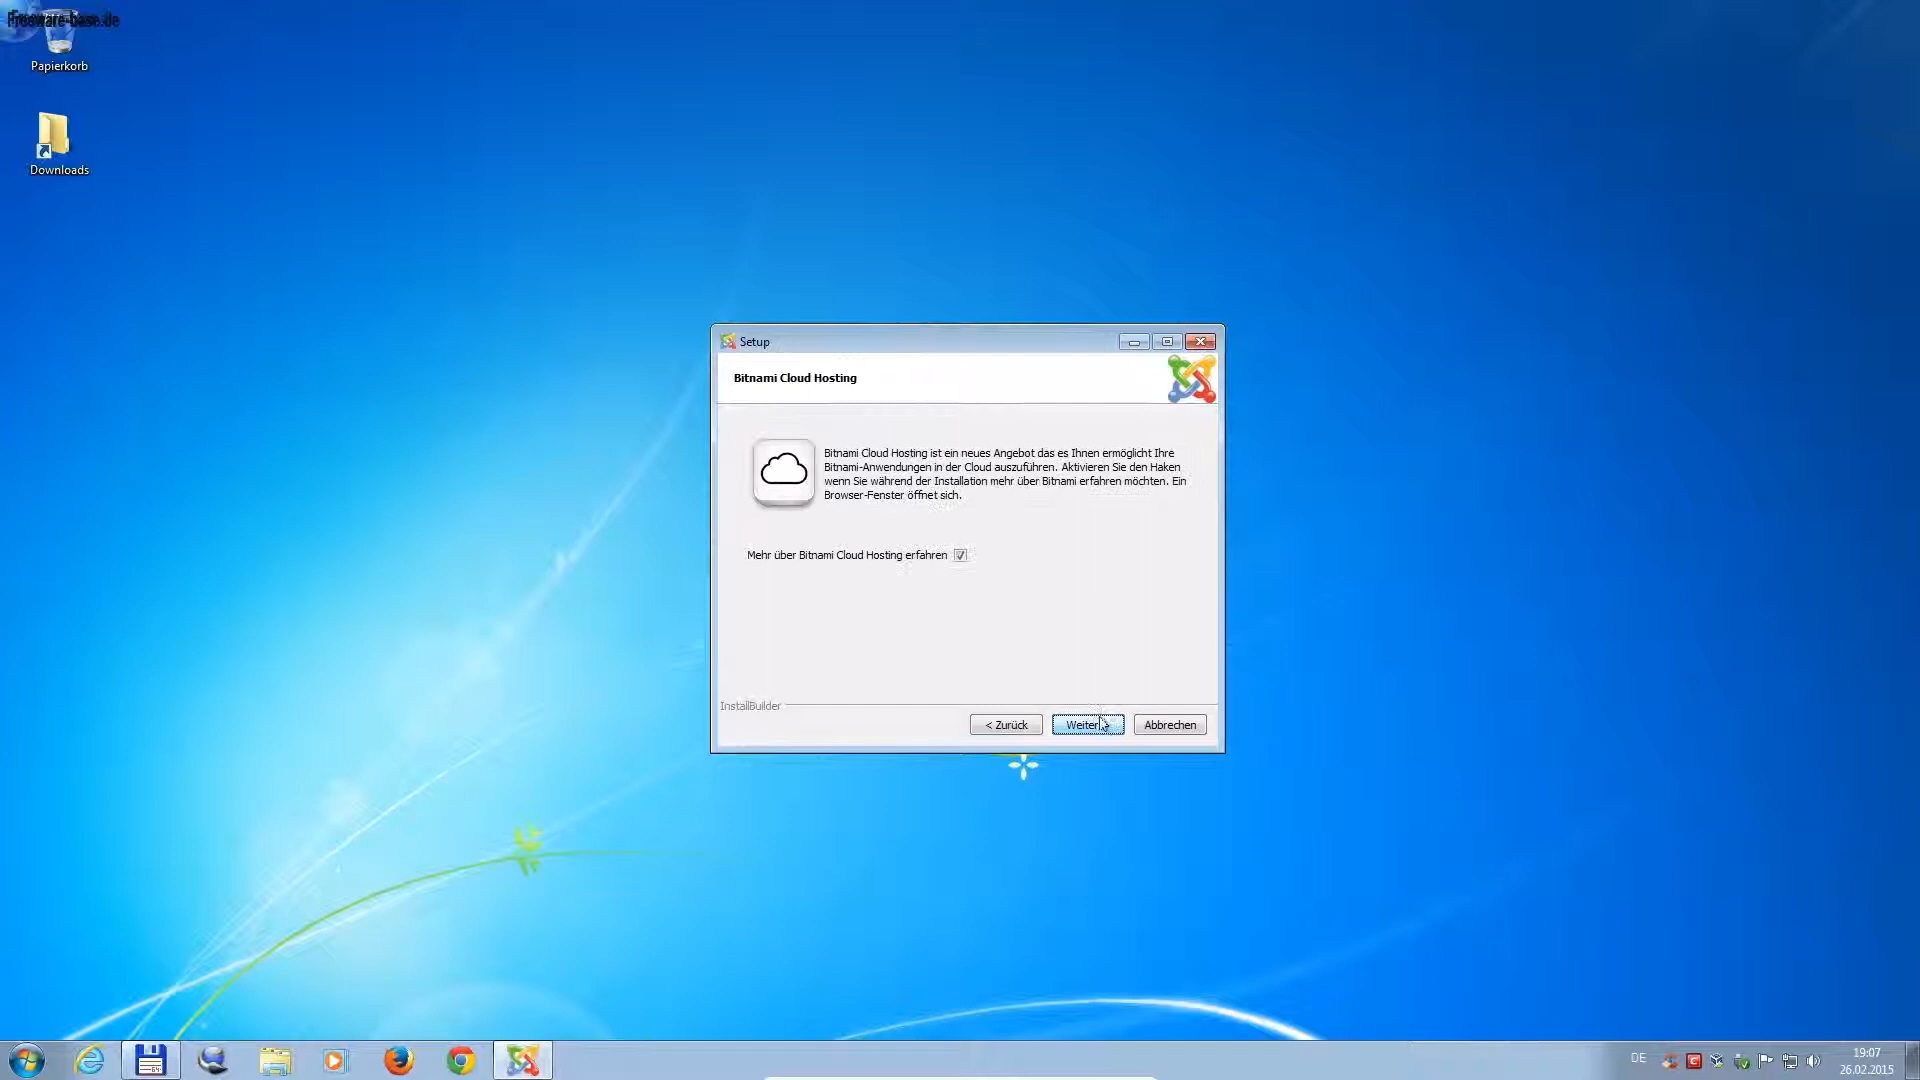 Freeware-base.de
Papierkorb
Downloads
Setup
Bitnami Cloud Hosting
Bitnami Cloud Hosting ist ein neues Angebot das es Ihnen ermöglicht Ihre
Bitnami-Anwendungen in der Cloud auszuführen. Aktivieren Sie den Haken
wenn Sie während der Installation mehr über Bitnami erfahren möchten. Ein
Browser-Fenster öffnet sich.
Mehr über Bitnami Cloud Hosting erfahren
InstallBuilder
< Zurück
Weiter
Abbrechen
64
DE
19:07
26.02.2015